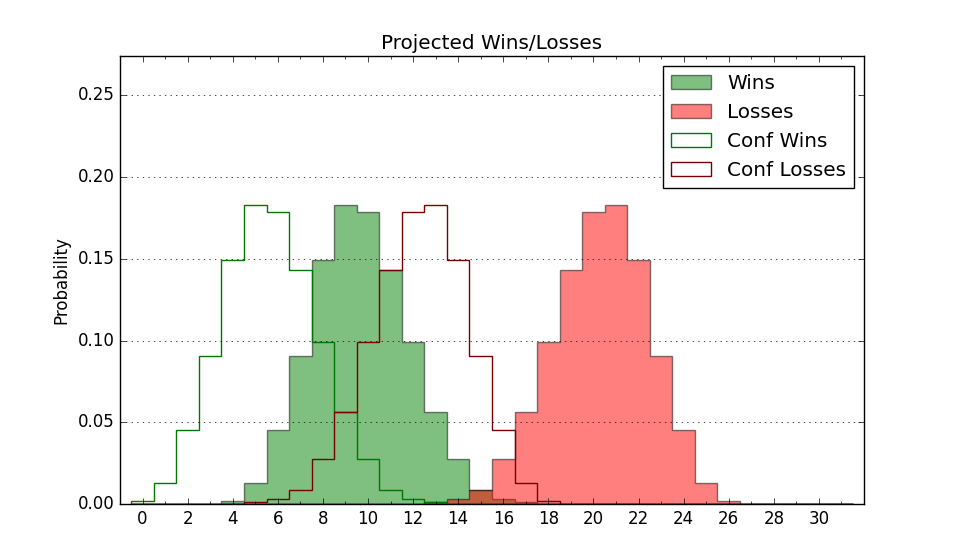 Projected Wins/Losses
Wins
Losses
Conf Wins
Conf Losses
Probability
0.25
0.20
0.15
0.10
0.05
0.00
0 2 4 6 8 10 12 14 16 18 20 22 24 26 28 30